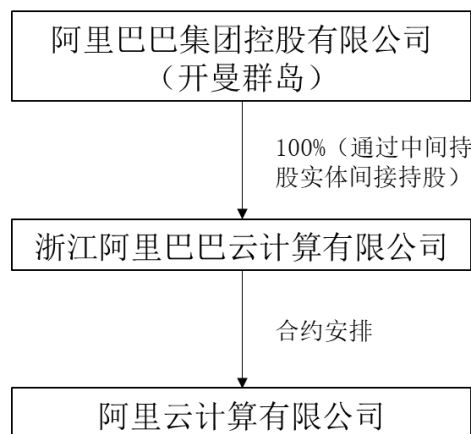 阿里巴巴集团控股有限公司
（开曼群岛）
100%（通过中间持
股实体间接持股）
浙江阿里巴巴云计算有限公司
合约安排
阿里云计算有限公司